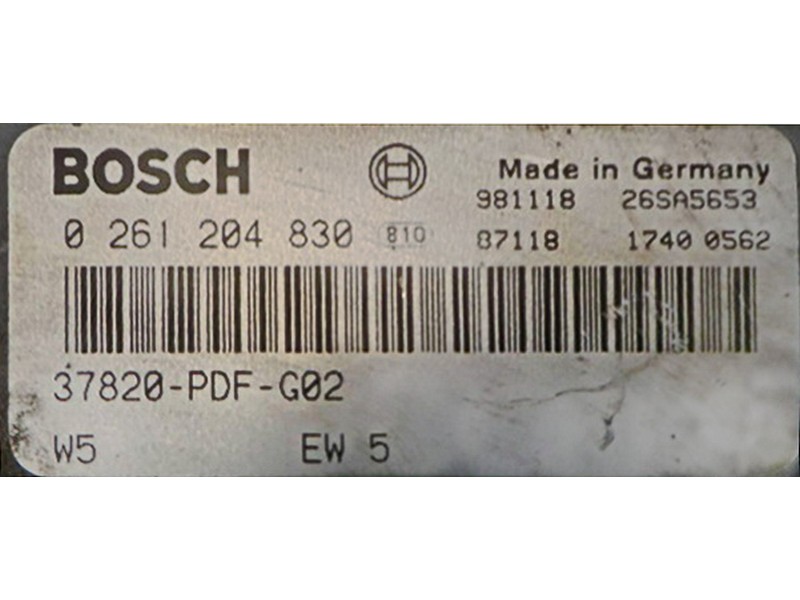 BOSCH Made in Germany
981118 26SA5653
0 261 204 830 810 87118 1740 0562
37820-PDF-G02
W5 EW 5